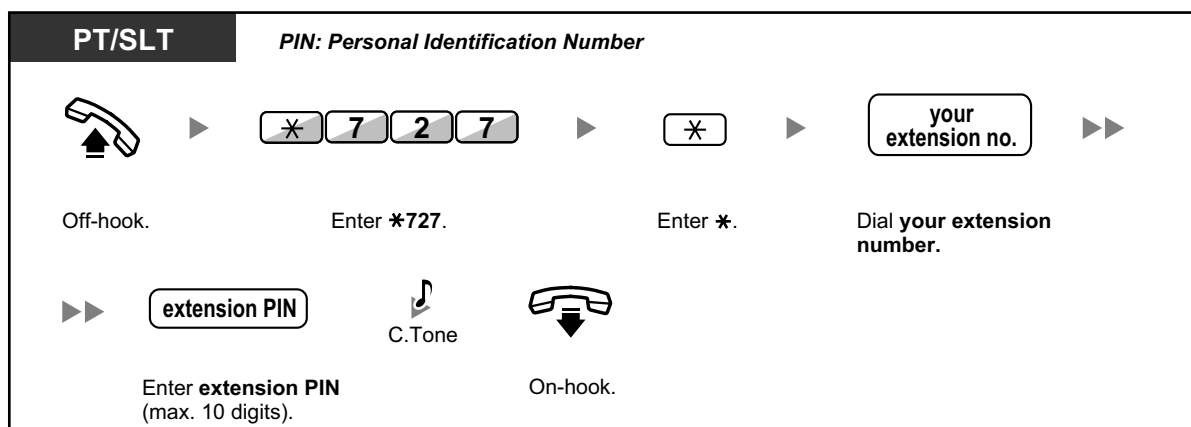 PT/SLT
PIN: Personal Identification Number
* 7 2 7
*
your
extension no.
Off-hook.
Enter *727.
Enter *.
Dial your extension
number.
extension PIN
C.Tone
Enter extension PIN
(max. 10 digits).
On-hook.